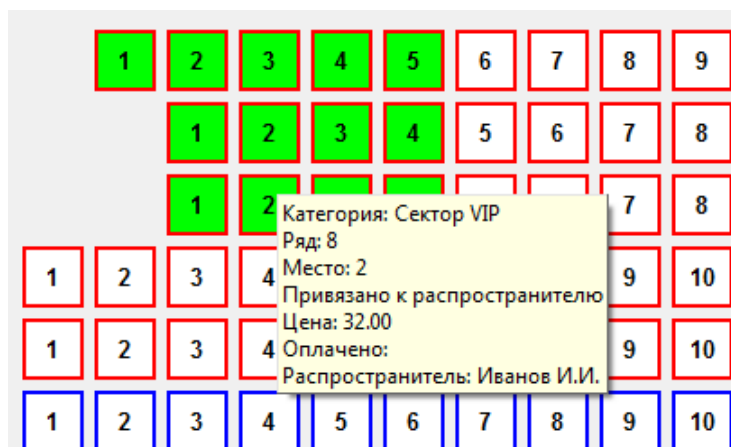 1 2 3 4 5 6 7 8 9
1 2 3 4 5 6 7 8
1 2 7 8
Категория: Сектор VIP
Ряд: 8
Место: 2
Привязано к распространителю
Цена: 32.00
Оплачено:
Распространитель: Иванов И.И.
1 2 3 4 9 10
1 2 3 4 9 10
1 2 3 4 5 6 7 8 9 10